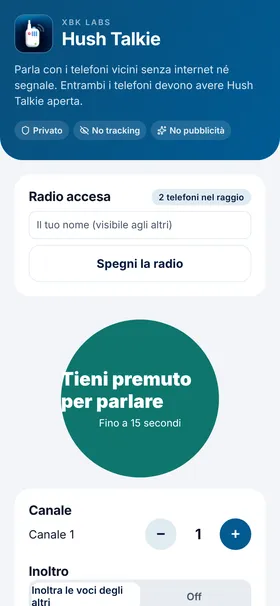 XBK LABS
Hush Talkie
Parla con i telefoni vicini senza internet né
segnale. Entrambi i telefoni devono avere Hush
Talkie aperta.
Privato
No tracking
No pubblicità
Radio accesa
2 telefoni nel raggio
Il tuo nome (visibile agli altri)
Spegni la radio
Tieni premuto
per parlare
Fino a 15 secondi
Canale
Canale 1
− 1 +
Inoltro
Inoltra le voci degli
altri
Off